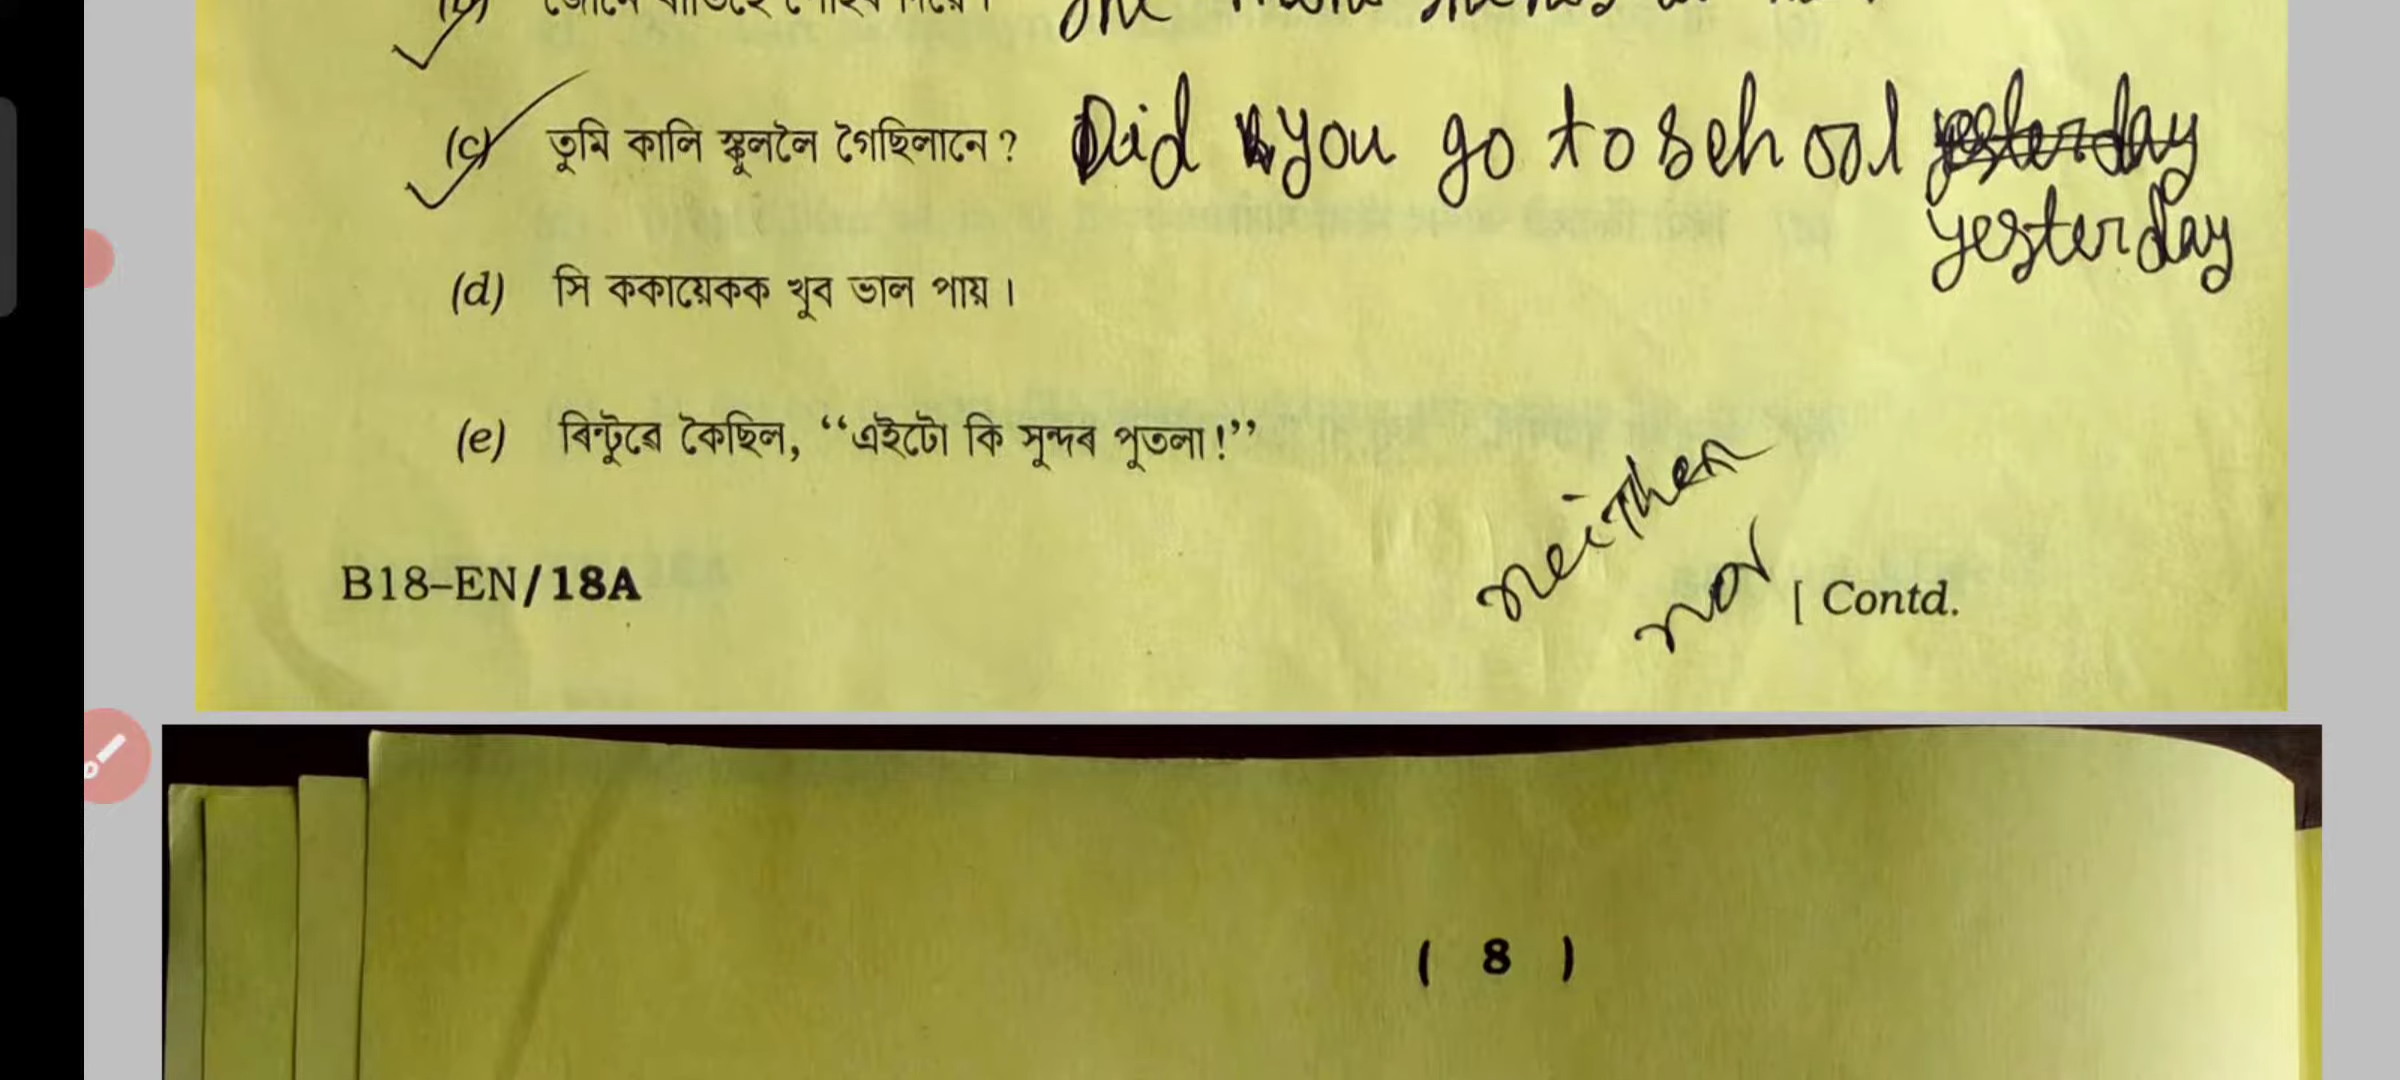 (c) তুমি কালি স্কুললৈ গৈছিলানে ? Did you go to school yesterday
yesterday
(d) সি ককায়েকক খুব ভাল পায় ।
(e) ৰিন্টুৱে কৈছিল, “এইটো কি সুন্দৰ পুতলা !”
neither
nor
B18–EN/18A [ Contd.
( 8 )